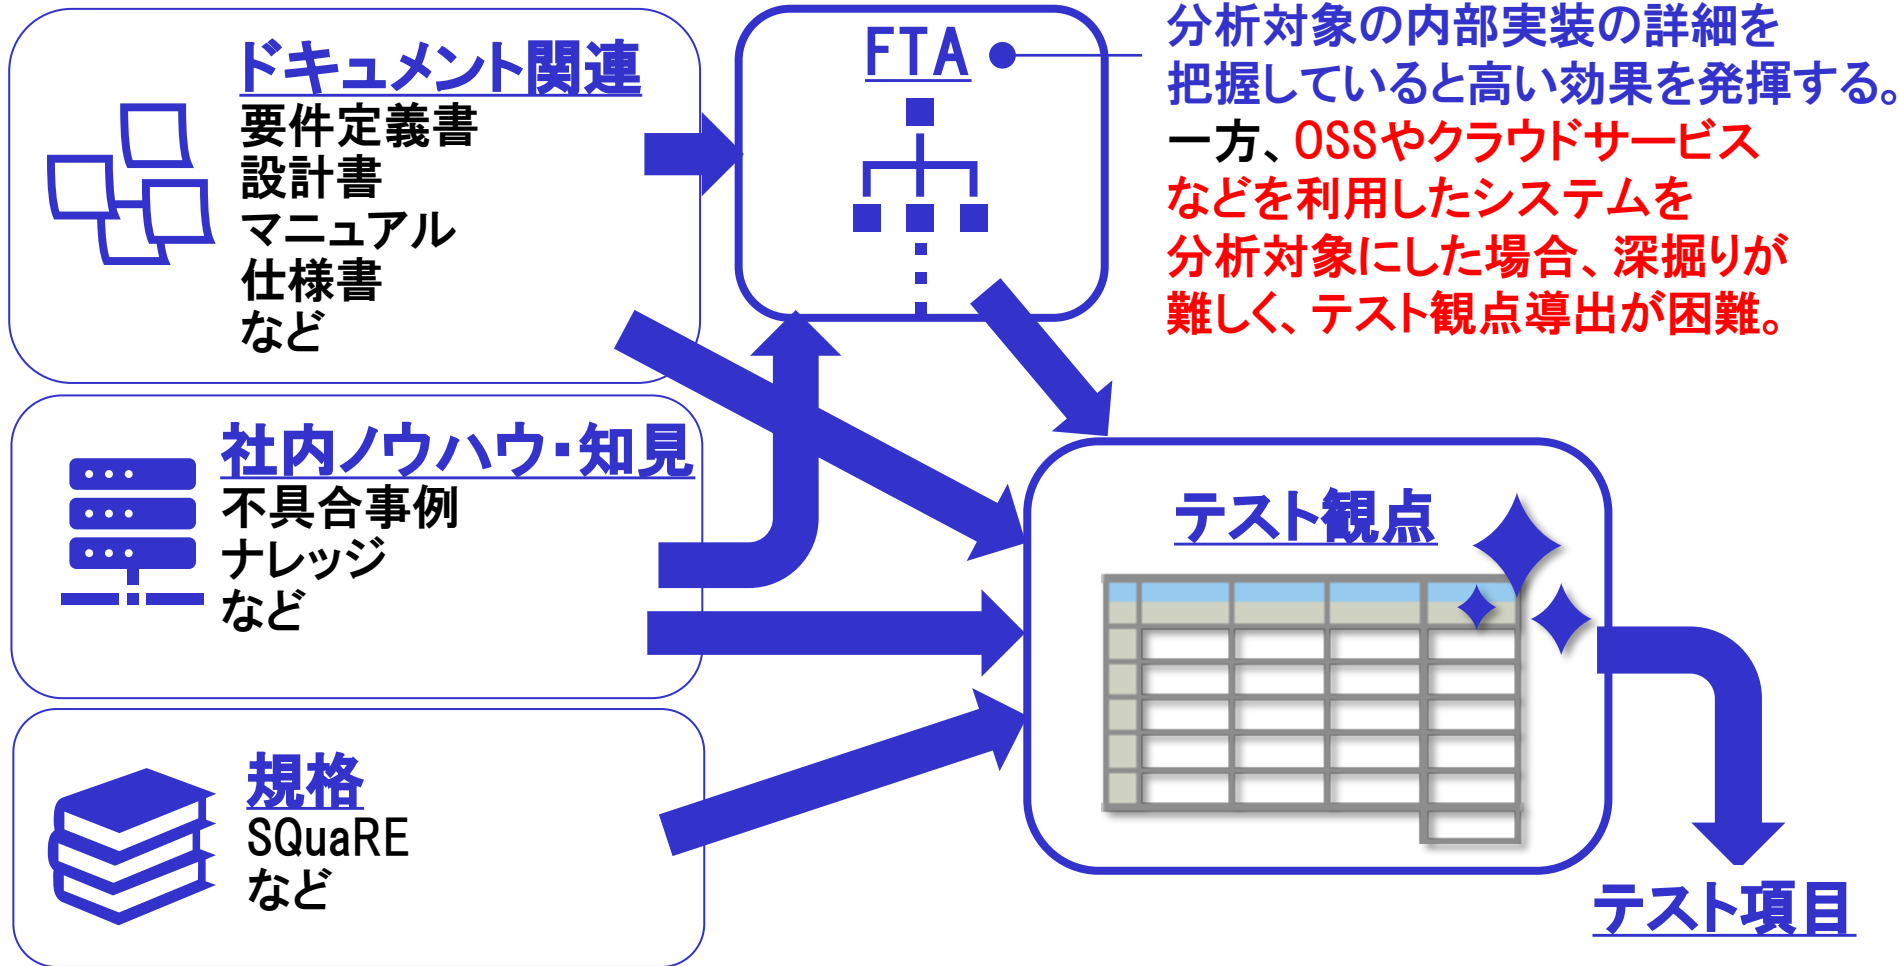 ドキュメント関連
要件定義書
設計書
マニュアル
仕様書
など
FTA
分析対象の内部実装の詳細を
把握していると高い効果を発揮する。
一方、OSSやクラウドサービス
などを利用したシステムを
分析対象にした場合、深掘りが
難しく、テスト観点導出が困難。
社内ノウハウ・知見
不具合事例
ナレッジ
など
規格
SQuaRE
など
テスト観点
テスト項目